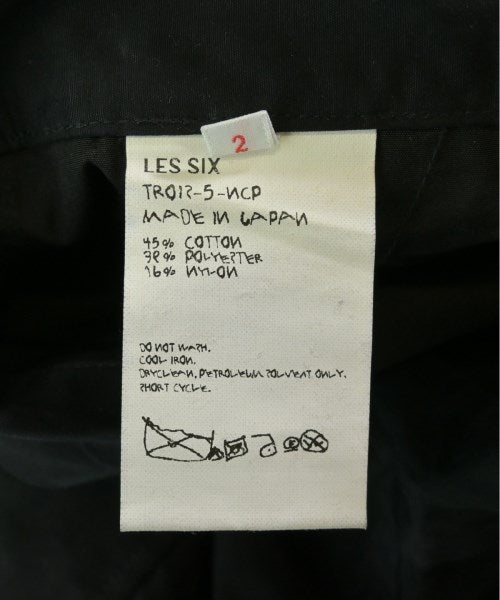 2
LES SIX
TR017-5-NCP
MADE IN JAPAN
45% COTTON
39% POLYESTER
16% NYLON
DO NOT WASH.
COOL IRON.
DRYCLEAN, PETROLEUM SOLVENT ONLY.
SHORT CYCLE.